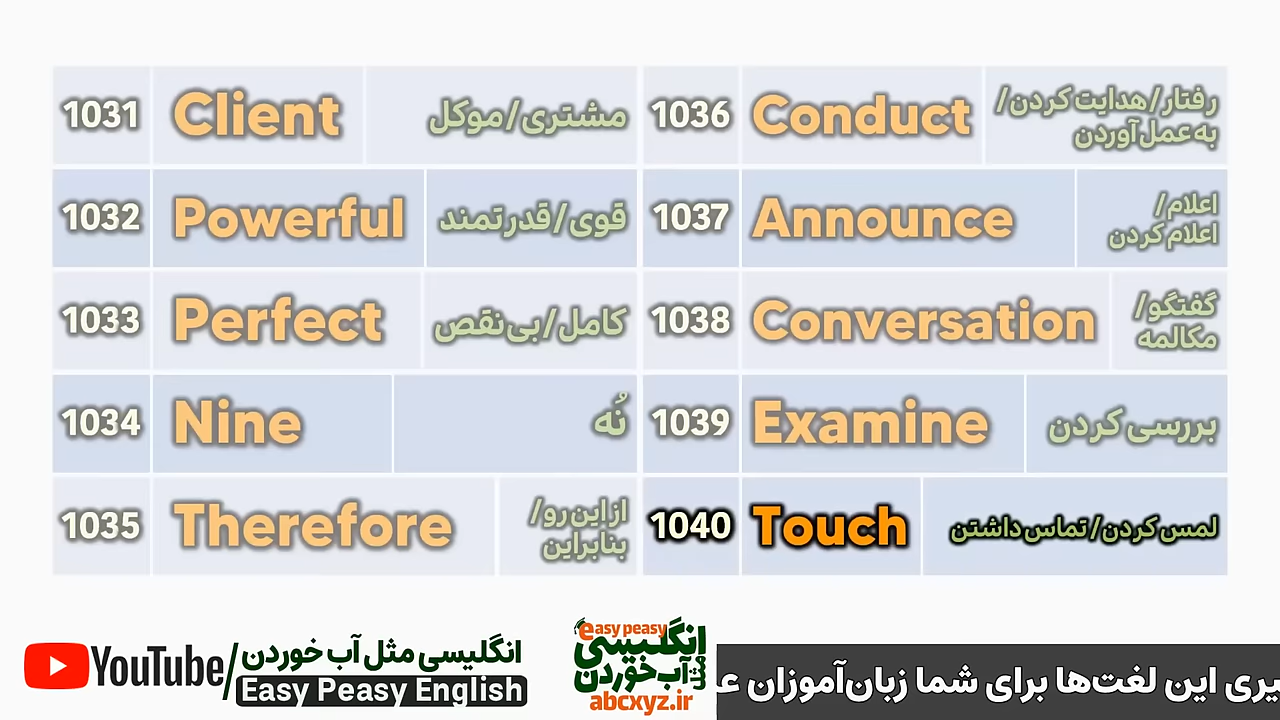 1031 Client مشتری/موکل
1032 Powerful قوی/قدرتمند
1033 Perfect کامل/بی‌نقص
1034 Nine نُه
1035 Therefore از این رو/
بنابراین
1036 Conduct رفتار/هدایت کردن/
به عمل آوردن
1037 Announce اعلام/
اعلام کردن
1038 Conversation گفتگو/
مکالمه
1039 Examine بررسی کردن
1040 Touch لمس کردن/تماس داشتن
YouTube/انگلیسی مثل آب خوردن
Easy Peasy English
easy peasy
انگلیسی
مثل آب خوردن
abcxyz.ir
این لغت‌ها برای شما زبان‌آموزان